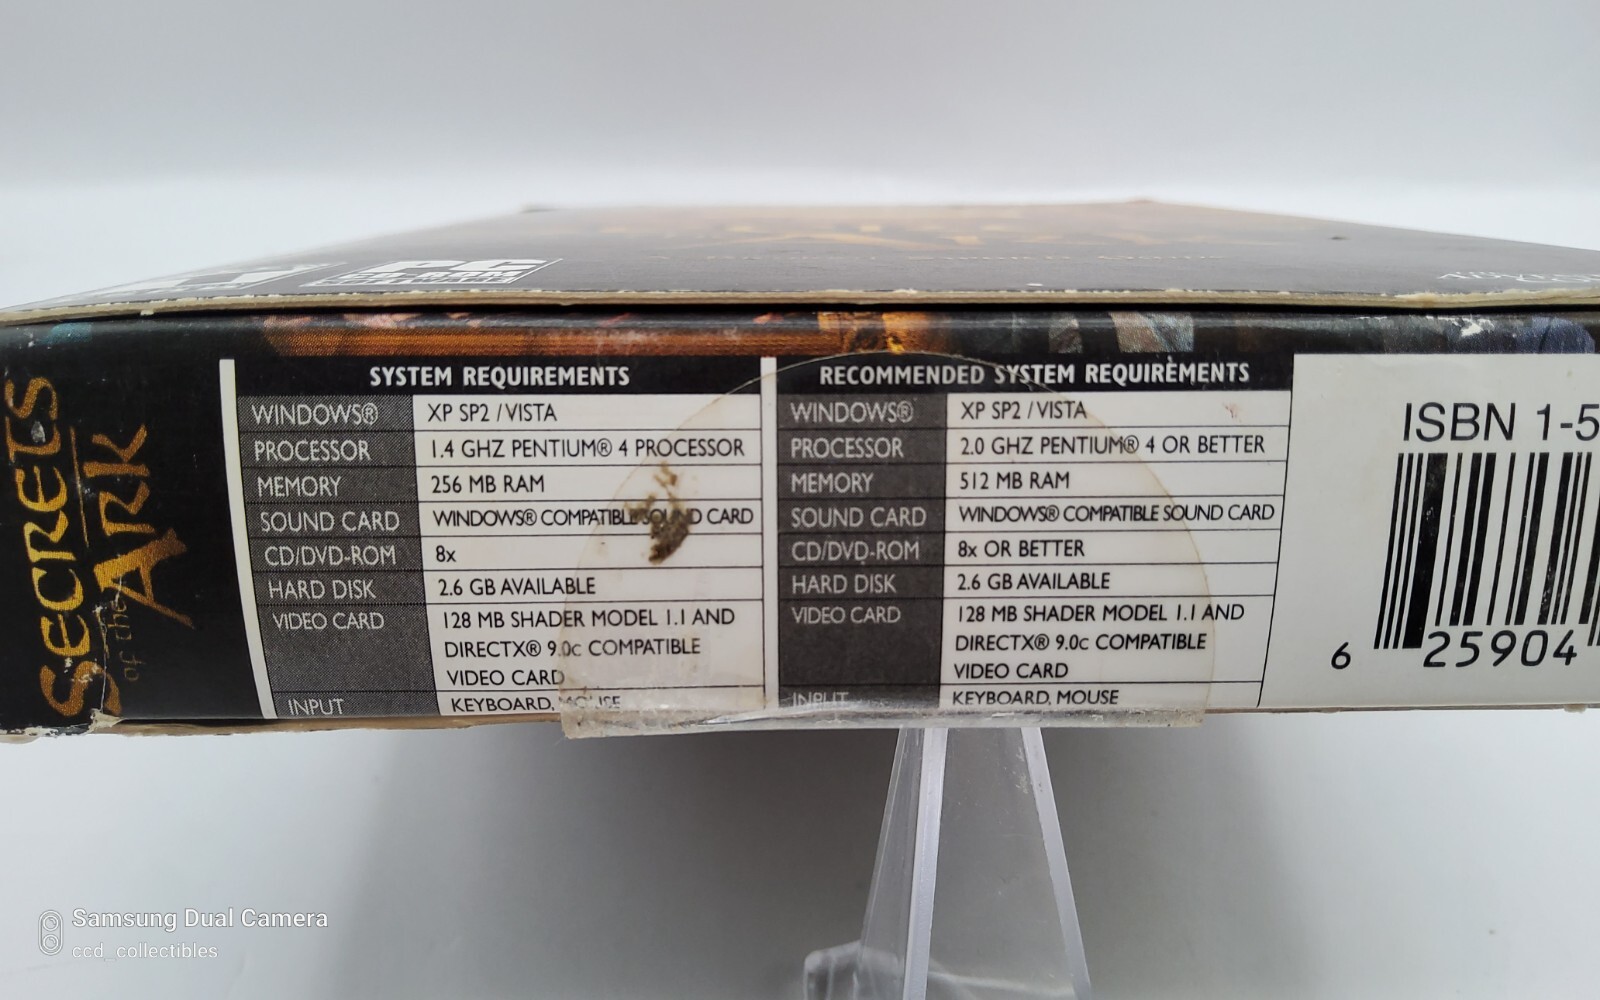 PC
CD-ROM
SOFTWARE
SECRETS
of the
ARK
SYSTEM REQUIREMENTS
WINDOWS® XP SP2 / VISTA
PROCESSOR 1.4 GHZ PENTIUM® 4 PROCESSOR
MEMORY 256 MB RAM
SOUND CARD WINDOWS® COMPATIBLE SOUND CARD
CD/DVD-ROM 8x
HARD DISK 2.6 GB AVAILABLE
VIDEO CARD 128 MB SHADER MODEL 1.1 AND
DIRECTX® 9.0c COMPATIBLE
VIDEO CARD
INPUT KEYBOARD, MOUSE
RECOMMENDED SYSTEM REQUIREMENTS
WINDOWS® XP SP2 / VISTA
PROCESSOR 2.0 GHZ PENTIUM® 4 OR BETTER
MEMORY 512 MB RAM
SOUND CARD WINDOWS® COMPATIBLE SOUND CARD
CD/DVD-ROM 8x OR BETTER
HARD DISK 2.6 GB AVAILABLE
VIDEO CARD 128 MB SHADER MODEL 1.1 AND
DIRECTX® 9.0c COMPATIBLE
VIDEO CARD
INPUT KEYBOARD, MOUSE
ISBN 1-5
6 25904
Samsung Dual Camera
ccd_collectibles